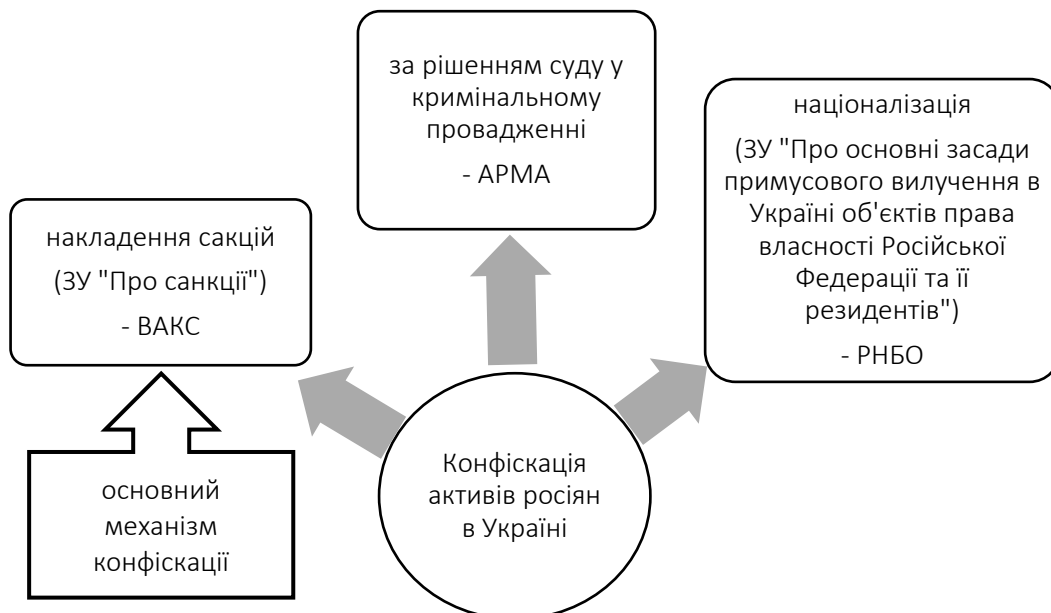 за рішенням суду у
кримінальному
провадженні
- АРМА
націоналізація
(ЗУ "Про основні засади
примусового вилучення в
Україні об'єктів права
власності Російської
Федерації та її
резидентів")
- РНБО
накладення сакцій
(ЗУ "Про санкції")
- ВАКС
основний
механізм
конфіскації
Конфіскація
активів росіян
в Україні